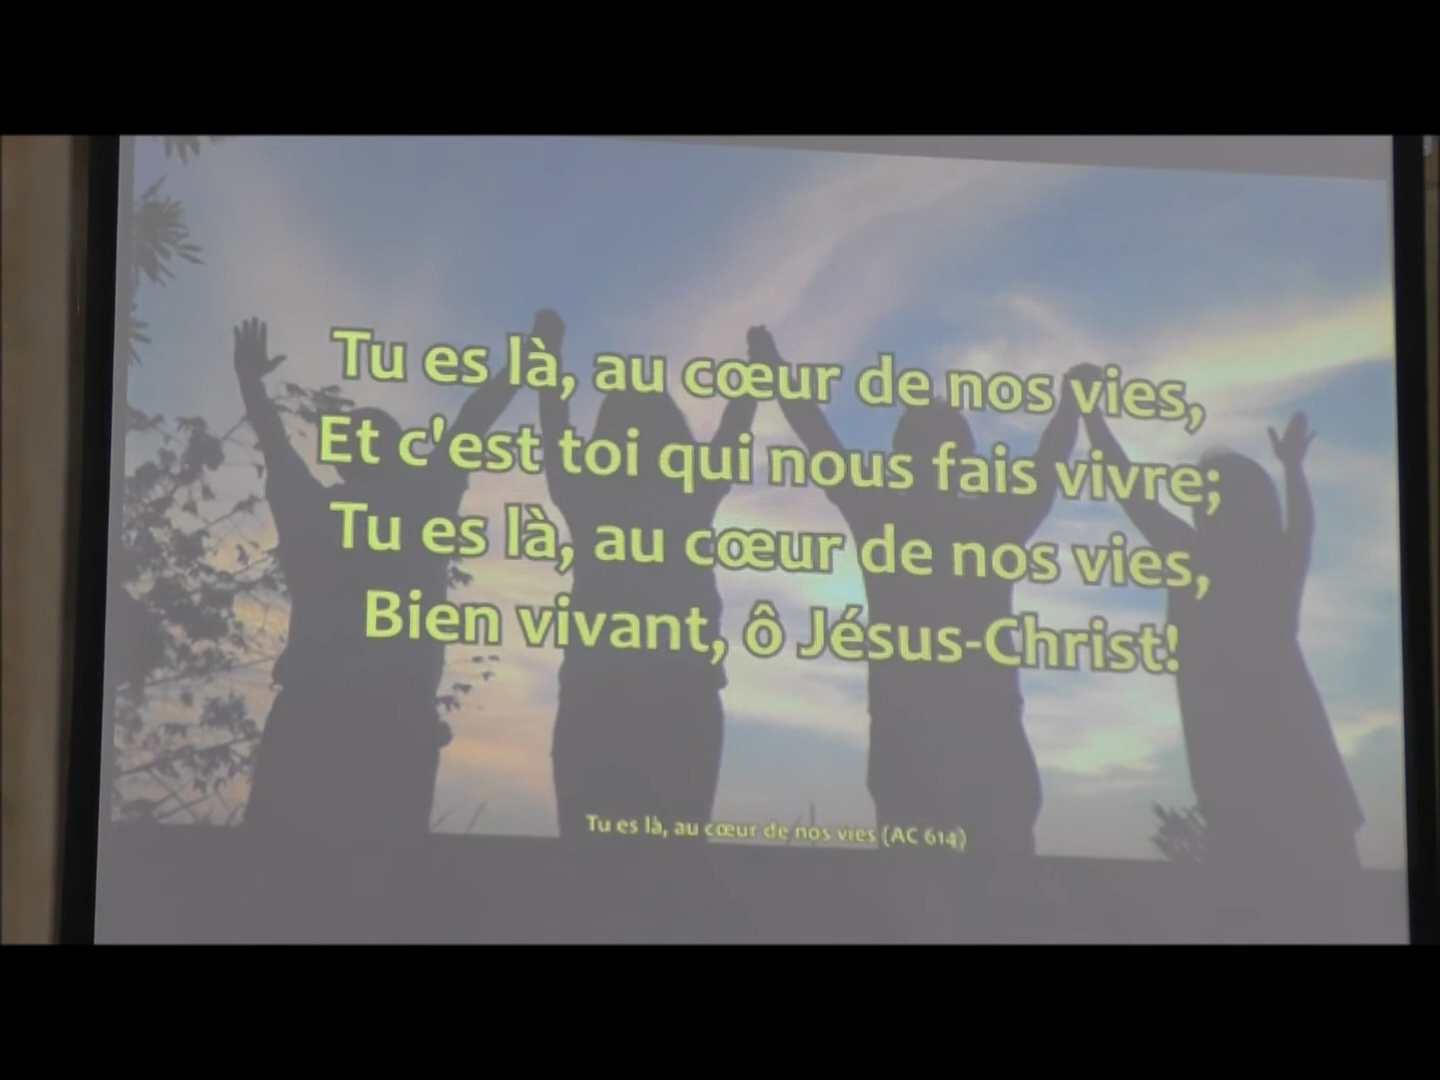 Tu es là, au cœur de nos vies,
Et c'est toi qui nous fais vivre;
Tu es là, au cœur de nos vies,
Bien vivant, ô Jésus-Christ!
Tu es là, au cœur de nos vies (AC 614)